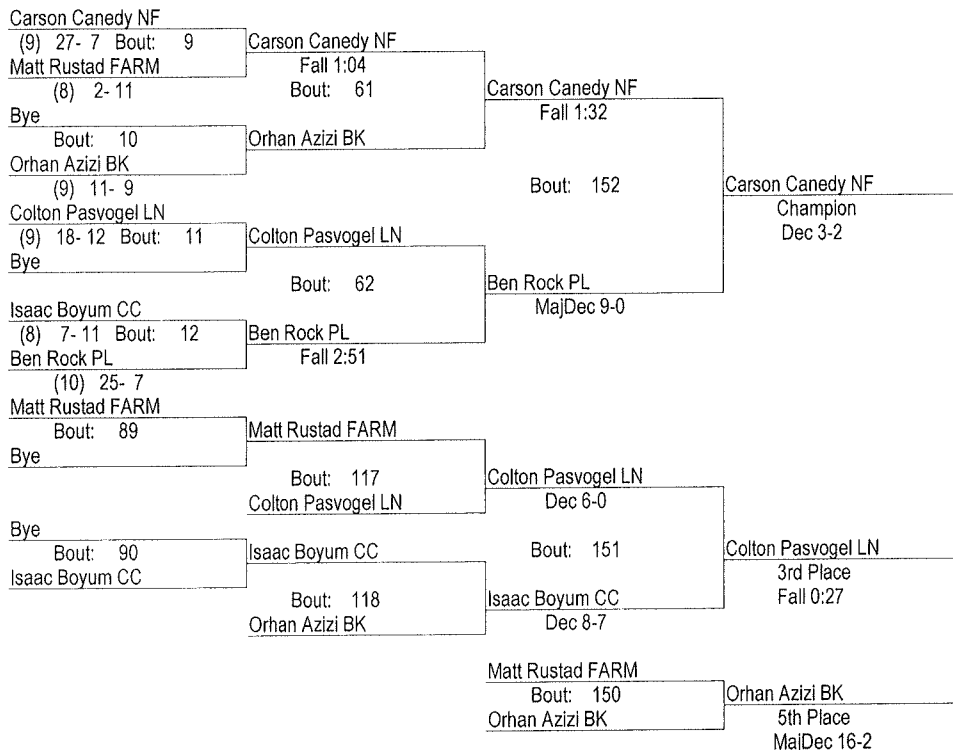 Carson Canedy NF
(9) 27- 7 Bout: 9
Matt Rustad FARM
(8) 2- 11
Bye
Bout: 10
Orhan Azizi BK
(9) 11- 9
Colton Pasvogel LN
(9) 18- 12 Bout: 11
Bye
Isaac Boyum CC
(8) 7- 11 Bout: 12
Ben Rock PL
(10) 25- 7
Carson Canedy NF
Fall 1:04
Bout: 61
Orhan Azizi BK
Colton Pasvogel LN
Bout: 62
Ben Rock PL
Fall 2:51
Carson Canedy NF
Fall 1:32
Bout: 152
Ben Rock PL
MajDec 9-0
Carson Canedy NF
Champion
Dec 3-2
Matt Rustad FARM
Bout: 89
Bye
Bye
Bout: 90
Isaac Boyum CC
Matt Rustad FARM
Bout: 117
Colton Pasvogel LN
Isaac Boyum CC
Bout: 118
Orhan Azizi BK
Colton Pasvogel LN
Dec 6-0
Bout: 151
Isaac Boyum CC
Dec 8-7
Colton Pasvogel LN
3rd Place
Fall 0:27
Matt Rustad FARM
Bout: 150
Orhan Azizi BK
Orhan Azizi BK
5th Place
MajDec 16-2